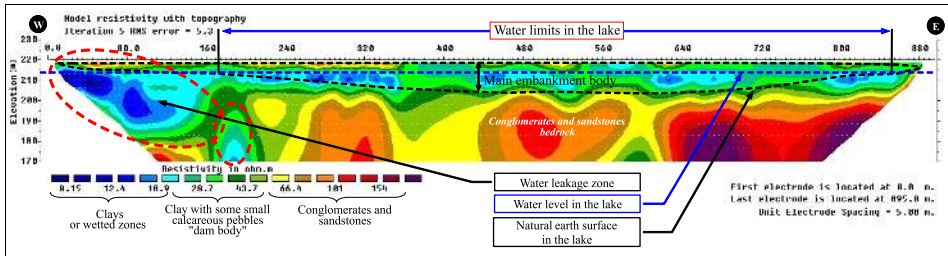 Model resistivity with topography
Iteration 5 RMS error = 5.3
W
Water limits in the lake
E
Elevation[m]
0.0 80.0 160 240 320 400 480 560 640 720 800 880
230
220
210
200
190
180
170
Main embankment body
Conglomerates and sandstones
bedrock
Resistivity in ohm.m
8.15 12.4 18.9 28.7 43.7 66.4 101 154
Clays
or wetted zones
Clay with some small
calcareous pebbles
"dam body"
Conglomerates and
sandstones
Water leakage zone
Water level in the lake
Natural earth surface
in the lake
First electrode is located at 0.0 m.
Last electrode is located at 895.0 m.
Unit Electrode Spacing = 5.00 m.